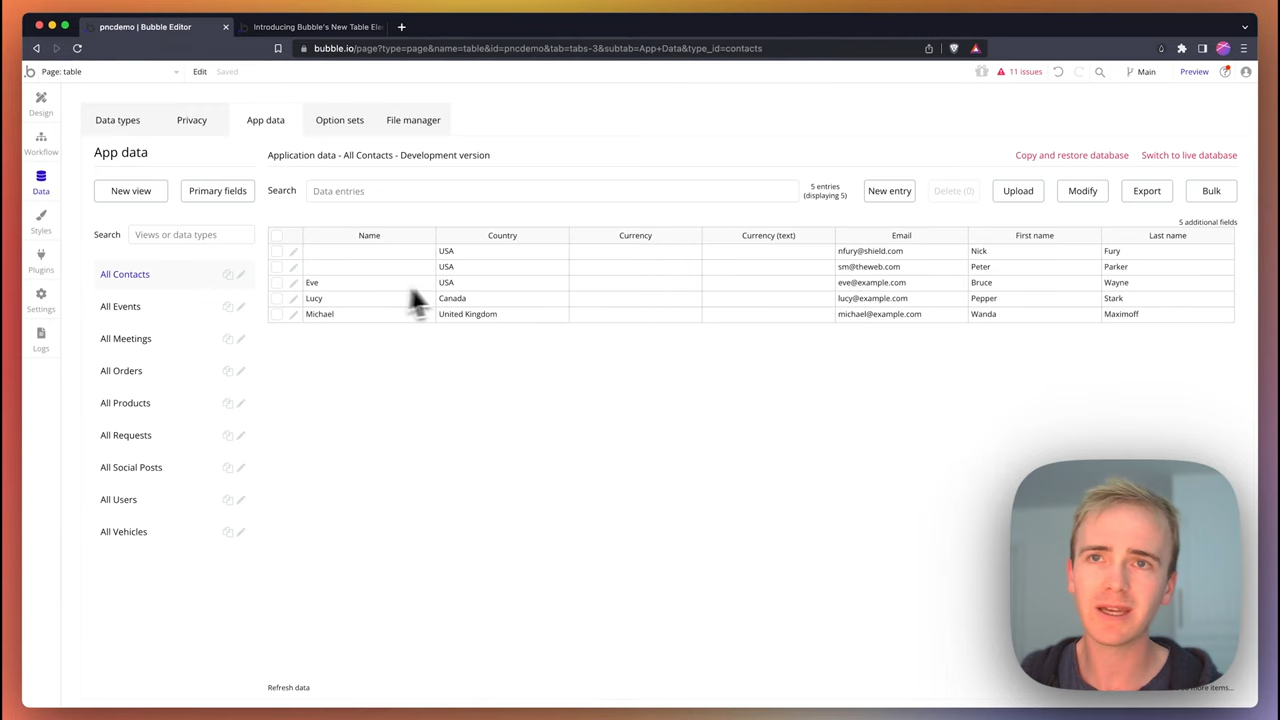 pncdemo | Bubble Editor
Introducing Bubble's New Table Ele
bubble.io/page?type=page&name=table&id=pncdemo&tab=tabs-3&subtab=App+Data&type_id=contacts
Page: table Edit Saved 11 issues Main Preview
Design
Workflow
Data
Styles
Plugins
Settings
Logs
Data types Privacy App data Option sets File manager
App data
Application data - All Contacts - Development version
Copy and restore database Switch to live database
New view Primary fields
Search Data entries
5 entries
(displaying 5)
New entry Delete (0) Upload Modify Export Bulk
5 additional fields
Search Views or data types
All Contacts
All Events
All Meetings
All Orders
All Products
All Requests
All Social Posts
All Users
All Vehicles
Name Country Currency Currency (text) Email First name Last name
USA nfury@shield.com Nick Fury
USA sm@theweb.com Peter Parker
Eve USA eve@example.com Bruce Wayne
Lucy Canada lucy@example.com Pepper Stark
Michael United Kingdom michael@example.com Wanda Maximoff
Refresh data
more items...